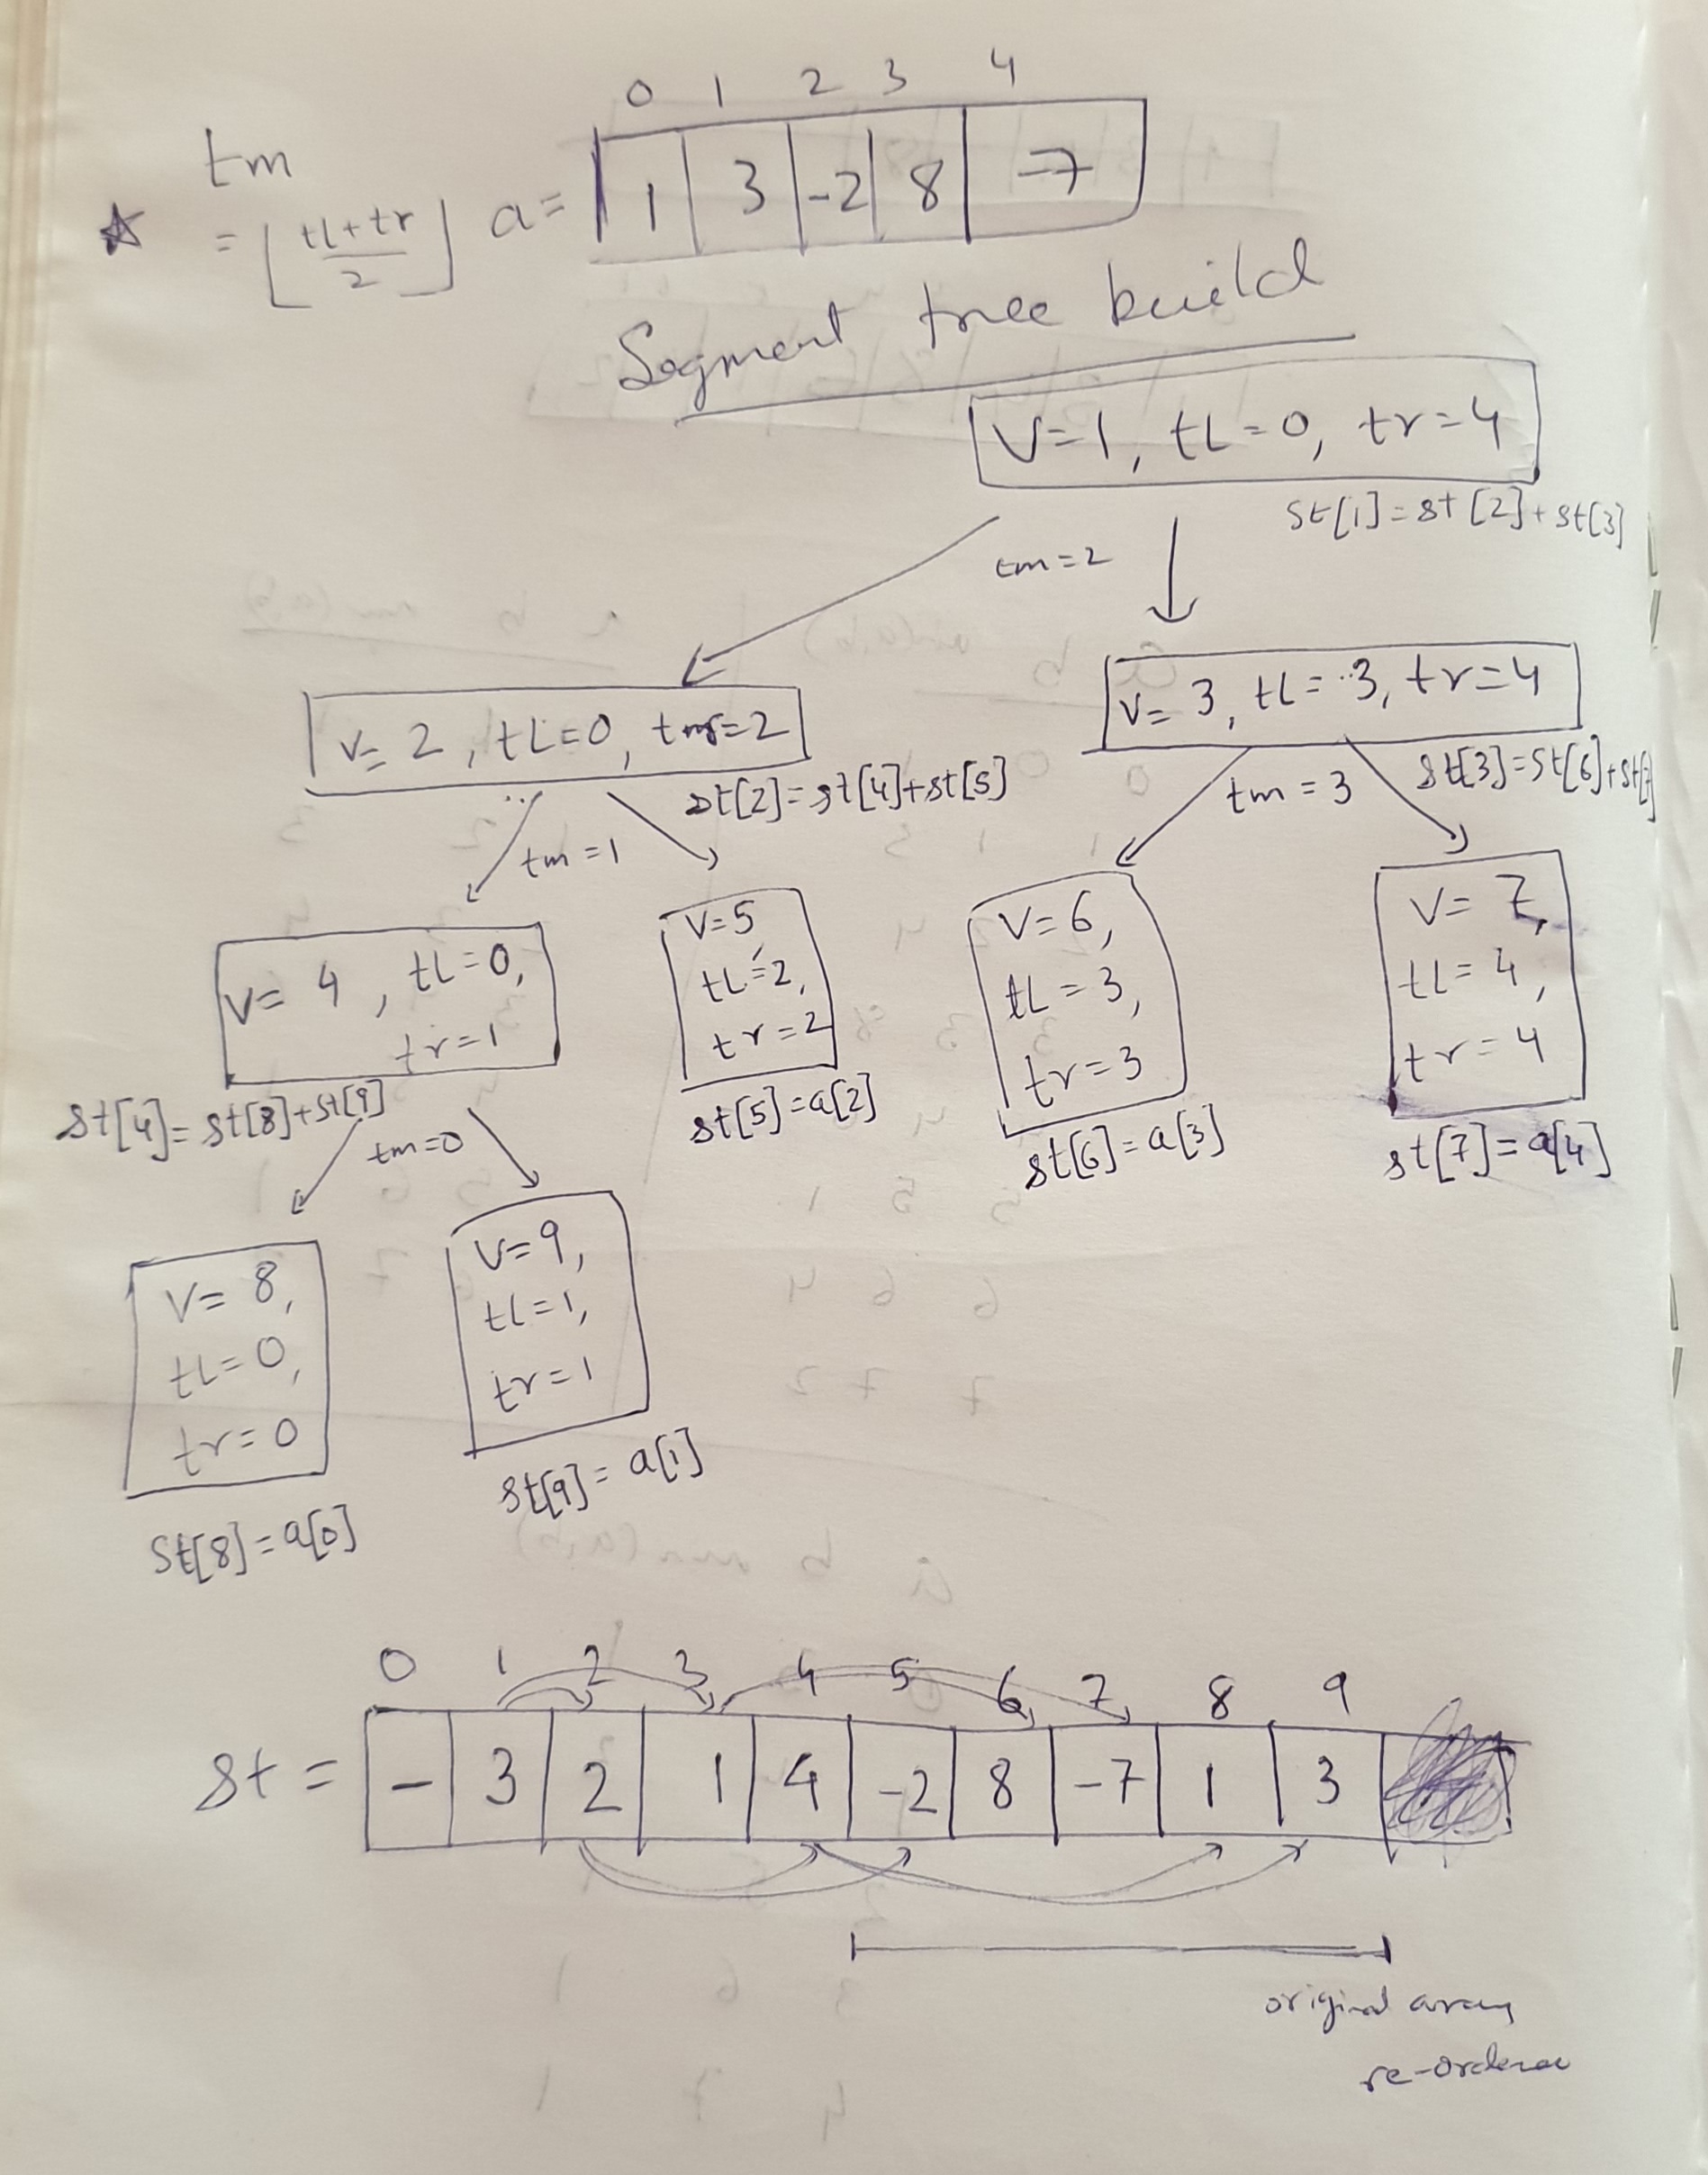 0 1 2 3 4
tm
= ⌊(tl+tr)/2⌋
a= 1 3 -2 8 -7
Segment tree build
V=1, tL=0, tr=4
St[1]=st[2]+st[3]
tm=2
v=2, tL=0, =2
st[2]=st[4]+st[5]
tm=1
v=3, tL=3, tr=4
st[3]=st[6]+st[7]
tm=3
v=4, tL=0,
tr=1
st[4]=st[8]+st[9]
tm=0
V=5
tL=2,
tr=2
st[5]=a[2]
V=6,
tL=3,
tr=3
st[6]=a[3]
V=7,
tL=4,
tr=4
st[7]=a[4]
V=8,
tL=0,
tr=0
St[8]=a[0]
V=9,
tL=1,
tr=1
st[9]=a[1]
0 1 2 3 4 5 6 7 8 9
st= - 3 2 1 4 -2 8 -7 1 3
original array